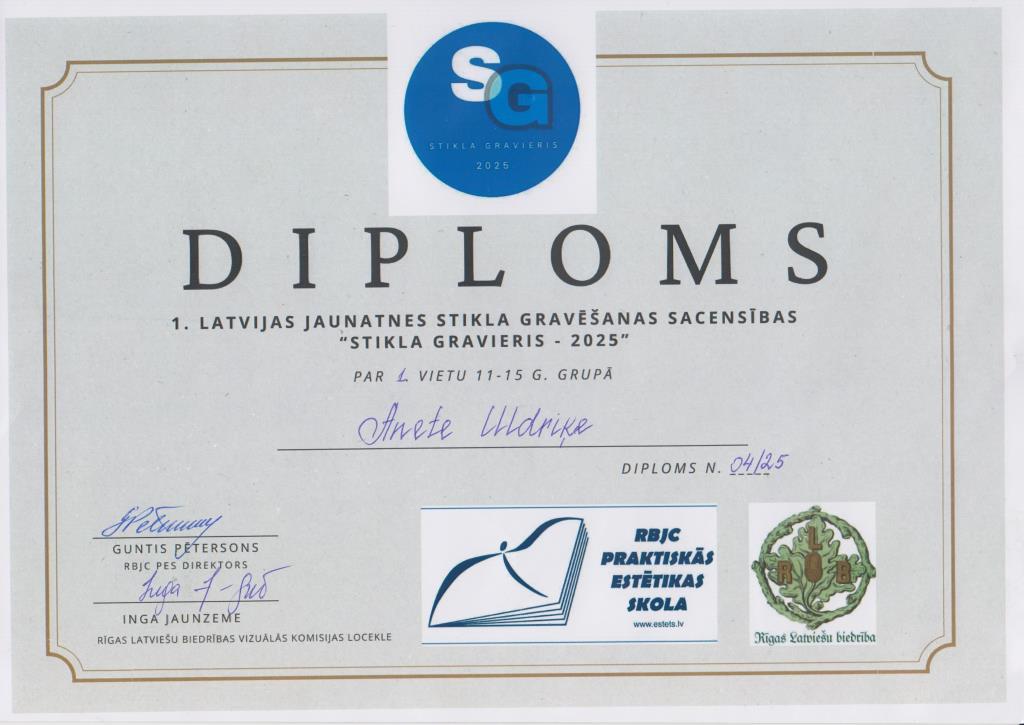 SG
STIKLA GRAVIERIS
2025
DIPLOMS
1. LATVIJAS JAUNATNES STIKLA GRAVĒŠANAS SACENSĪBAS
“STIKLA GRAVIERIS - 2025”
PAR 1. VIETU 11-15 G. GRUPĀ
Anete Uldriķe
DIPLOMS N. 04/25
GUNTIS PĒTERSONS
RBJC PES DIREKTORS
INGA JAUNZEME
RĪGAS LATVIEŠU BIEDRĪBAS VIZUĀLĀS KOMISIJAS LOCEKLE
RBJC
PRAKTISKĀS
ESTĒTIKAS
SKOLA
www.estets.lv
RLB
Rīgas Latviešu biedrība